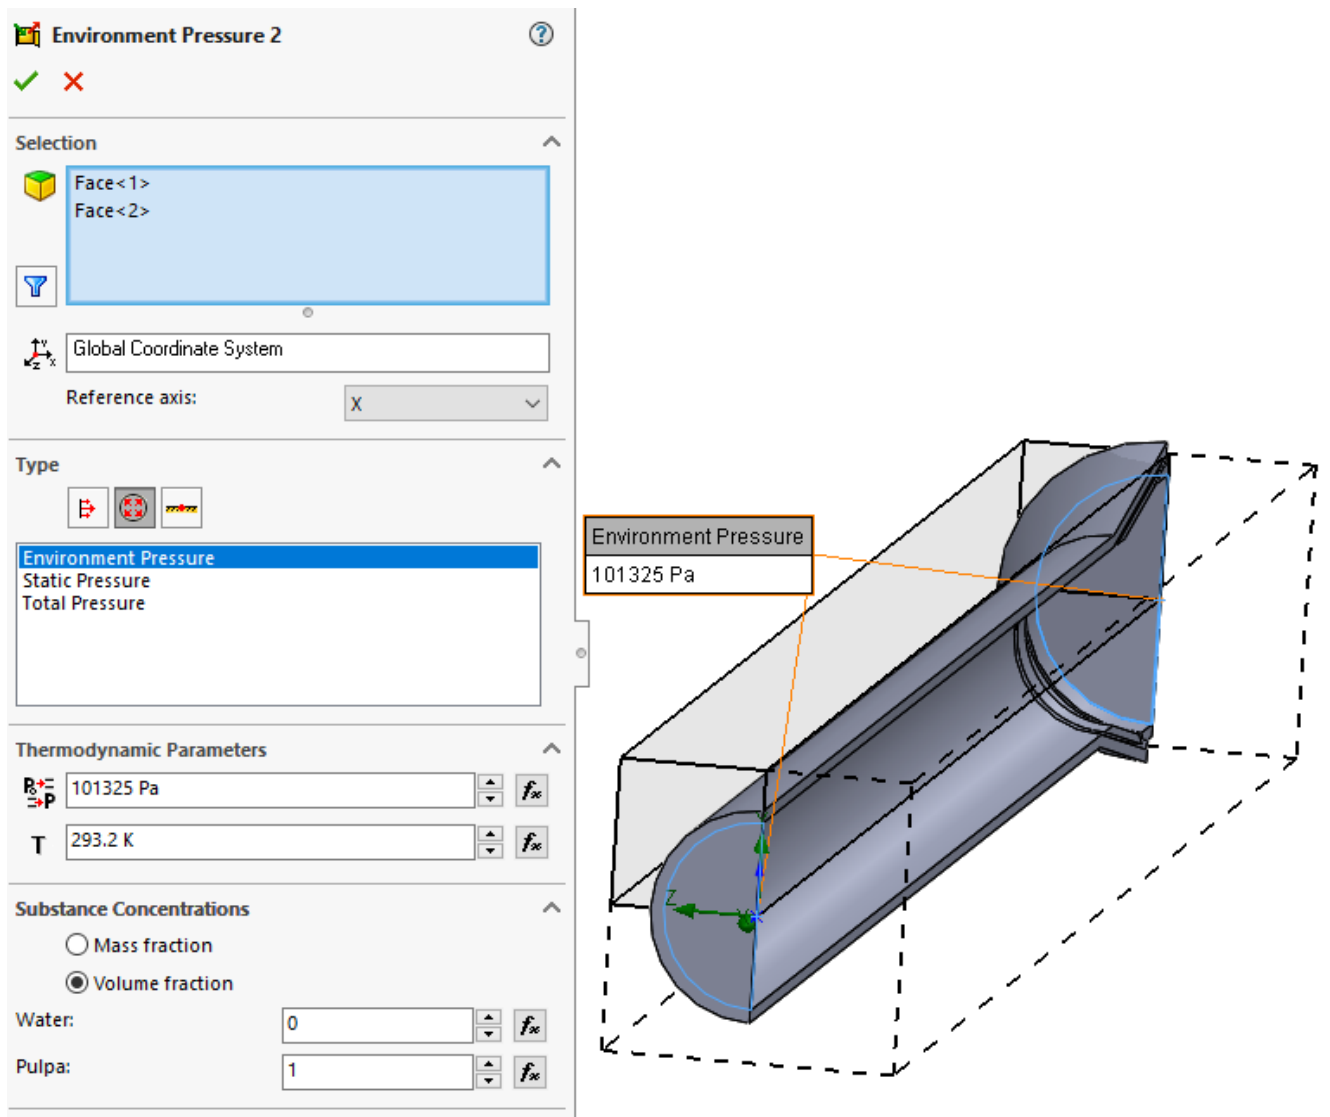 Environment Pressure 2
Selection
Face<1>
Face<2>
Global Coordinate System
Reference axis:
X
Type
Environment Pressure
Static Pressure
Total Pressure
Thermodynamic Parameters
101325 Pa
T
293.2 K
Substance Concentrations
Mass fraction
Volume fraction
Water:
0
Pulpa:
1
Environment Pressure
101325 Pa
Z